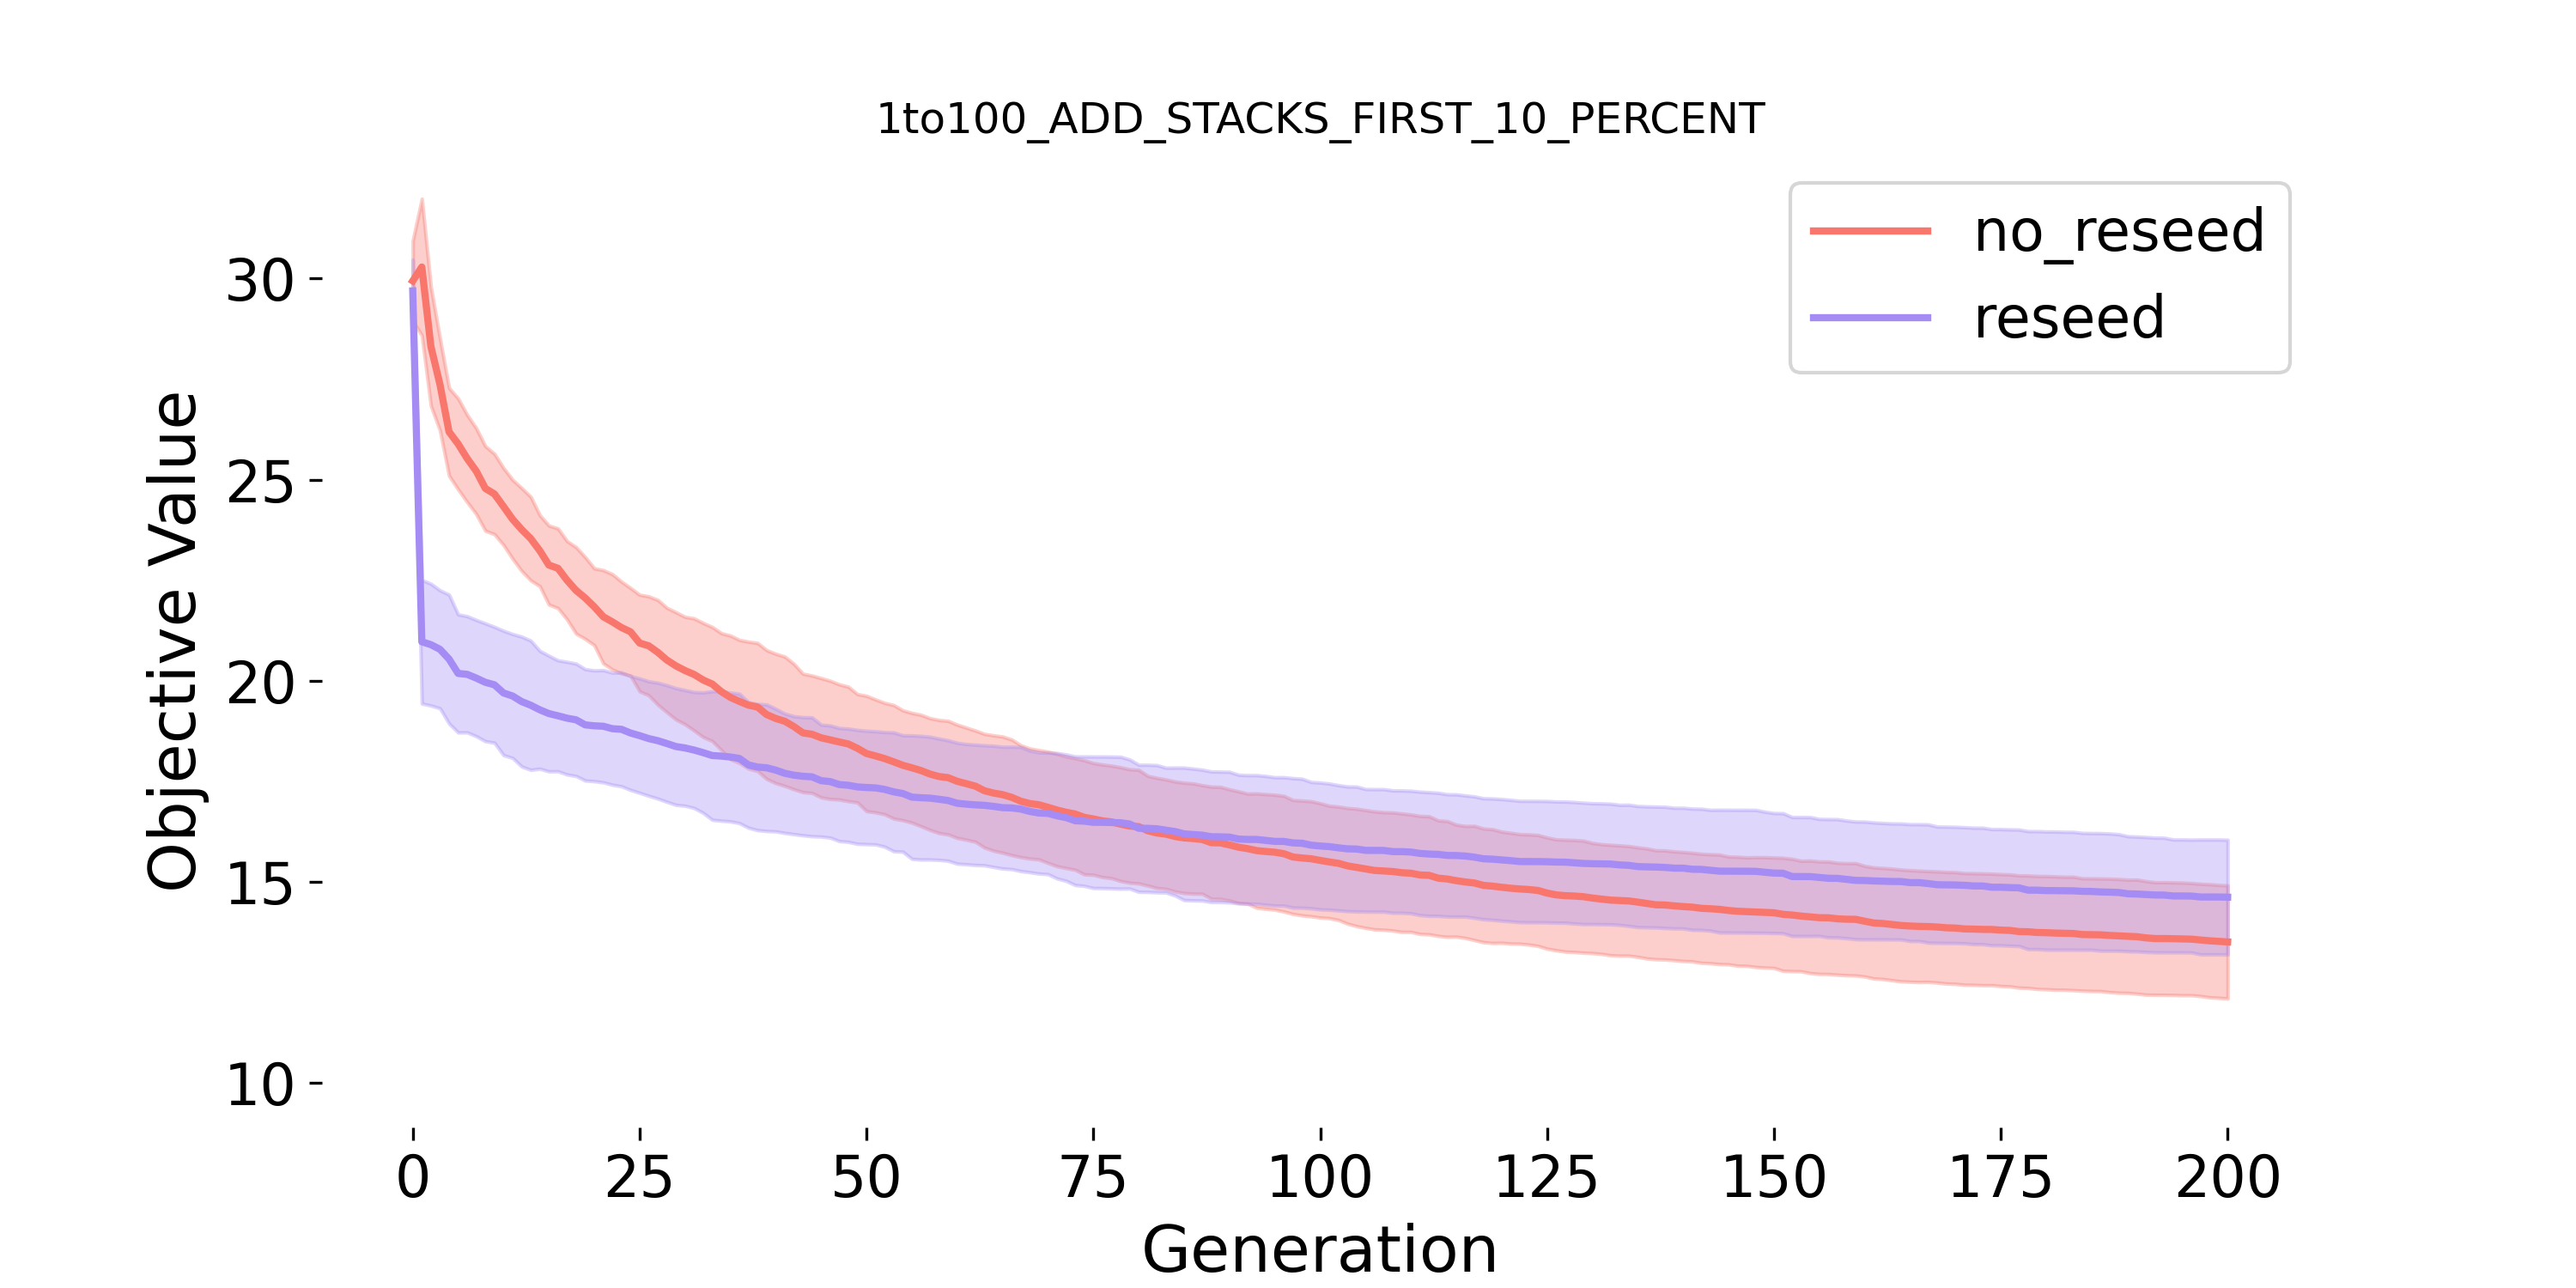 1to100_ADD_STACKS_FIRST_10_PERCENT
no_reseed
reseed
Objective Value
30
25
20
15
10
0 25 50 75 100 125 150 175 200
Generation